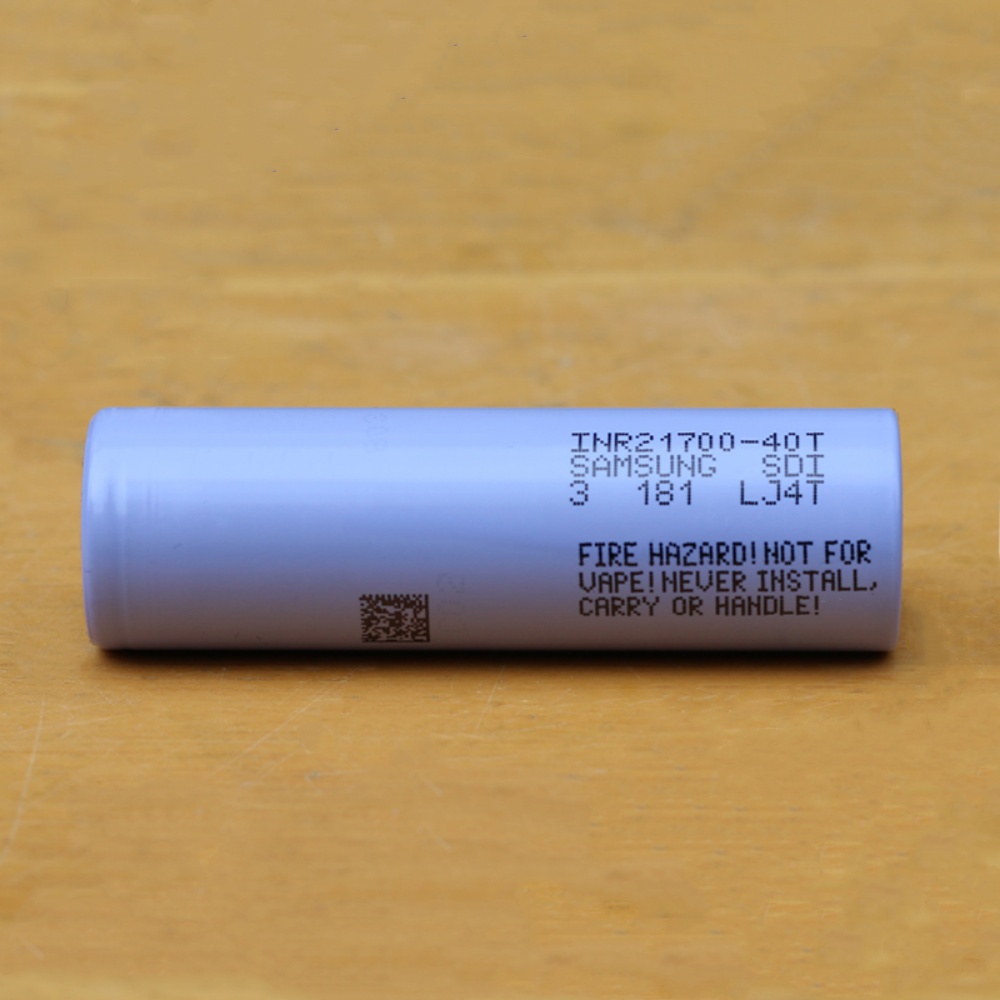 INR21700-40T
SAMSUNG SDI
3 181 LJ4T
FIRE HAZARD! NOT FOR
VAPE! NEVER INSTALL,
CARRY OR HANDLE!